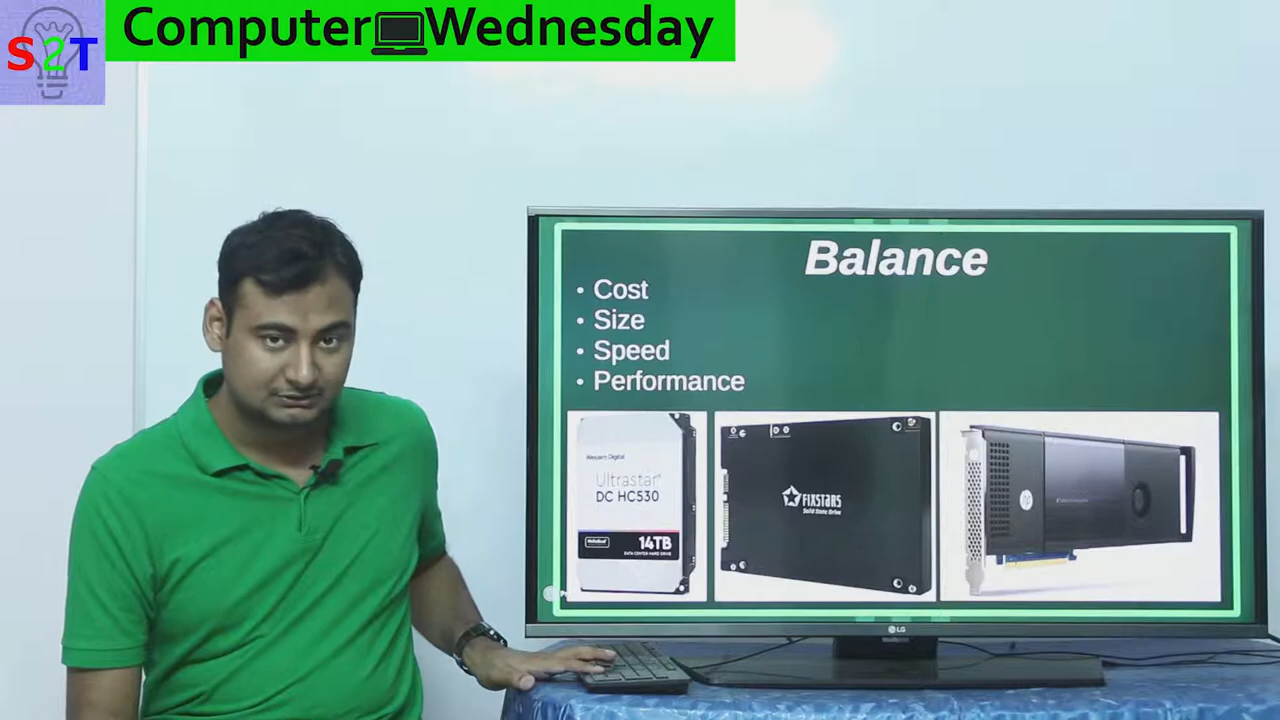 Computer Wednesday
S2T
Balance
• Cost
• Size
• Speed
• Performance
Western Digital
Ultrastar
DC HC530
14TB
DATA CENTER HARD DRIVE
FIXSTARS
Solid State Drive
hp
LG